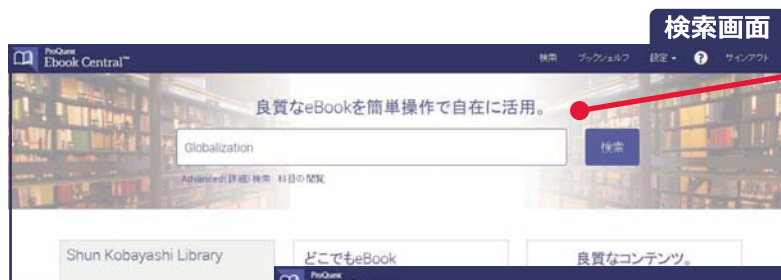 検索画面
ProQuest
Ebook Central™
検索 ブックシェルフ 設定 ? サインアウト
良質なeBookを簡単操作で自在に活用。
Globalization
検索
Advanced(詳細)検索 科目の閲覧
Shun Kobayashi Library
どこでもeBook
良質なコンテンツ。
ProQuest